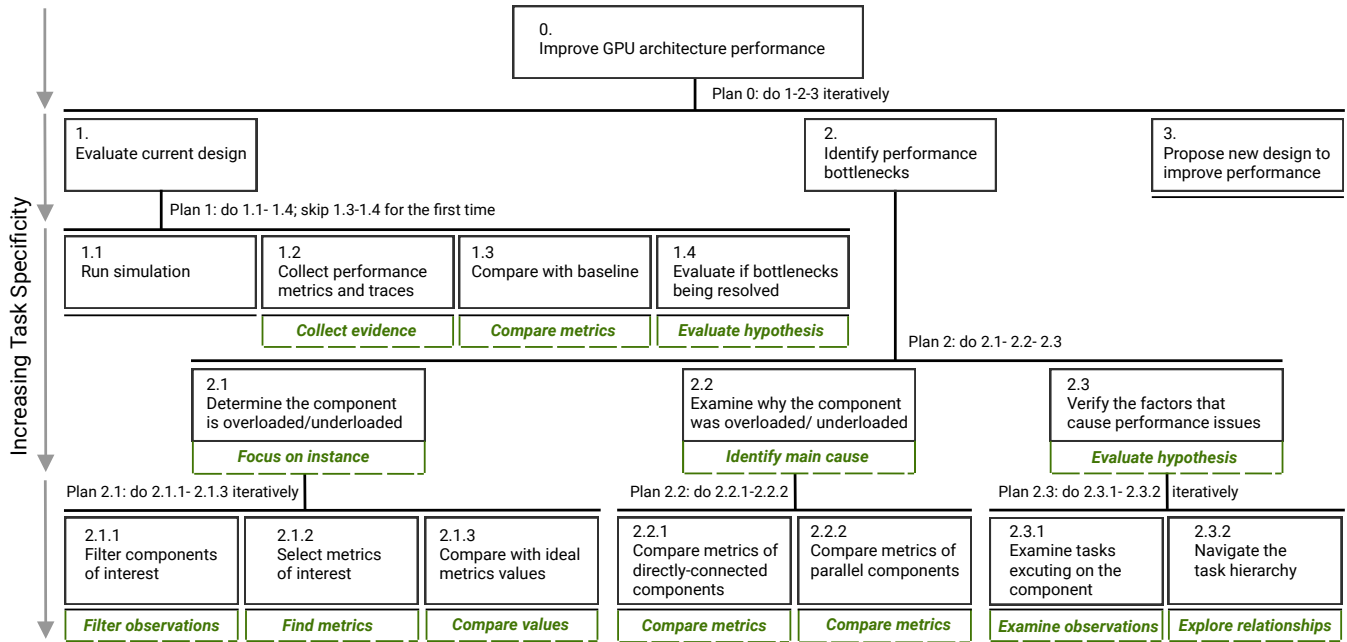 0.
Improve GPU architecture performance
Plan 0: do 1-2-3 iteratively
1.
Evaluate current design
2.
Identify performance
bottlenecks
3.
Propose new design to
improve performance
Increasing Task Specificity
Plan 1: do 1.1- 1.4; skip 1.3-1.4 for the first time
1.1
Run simulation
1.2
Collect performance
metrics and traces
Collect evidence
1.3
Compare with baseline
Compare metrics
1.4
Evaluate if bottlenecks
being resolved
Evaluate hypothesis
Plan 2: do 2.1- 2.2- 2.3
2.1
Determine the component
is overloaded/underloaded
Focus on instance
2.2
Examine why the component
was overloaded/ underloaded
Identify main cause
2.3
Verify the factors that
cause performance issues
Evaluate hypothesis
Plan 2.1: do 2.1.1- 2.1.3 iteratively
2.1.1
Filter components
of interest
Filter observations
2.1.2
Select metrics
of interest
Find metrics
2.1.3
Compare with ideal
metrics values
Compare values
Plan 2.2: do 2.2.1-2.2.2
2.2.1
Compare metrics of
directly-connected
components
Compare metrics
2.2.2
Compare metrics of
parallel components
Compare metrics
Plan 2.3: do 2.3.1- 2.3.2 iteratively
2.3.1
Examine tasks
excuting on the
component
Examine observations
2.3.2
Navigate the
task hierarchy
Explore relationships